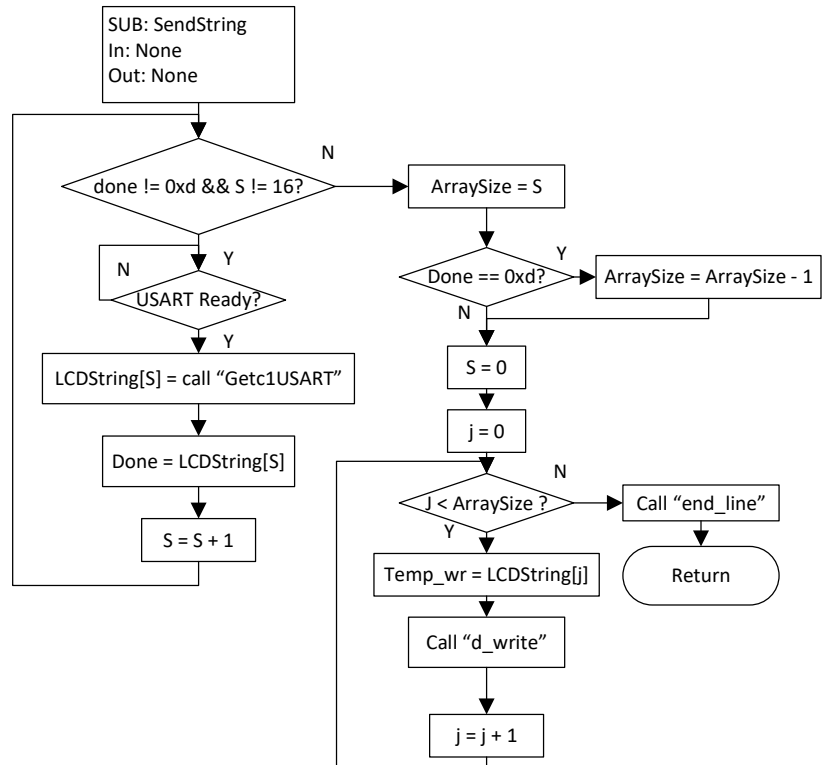 SUB: SendString
In: None
Out: None
done != 0xd && S != 16?
N
Y
N
USART Ready?
Y
LCDString[S] = call “Getc1USART”
Done = LCDString[S]
S = S + 1
ArraySize = S
Done == 0xd?
Y
ArraySize = ArraySize - 1
N
S = 0
j = 0
J < ArraySize ?
N
Call “end_line”
Return
Y
Temp_wr = LCDString[j]
Call “d_write”
j = j + 1